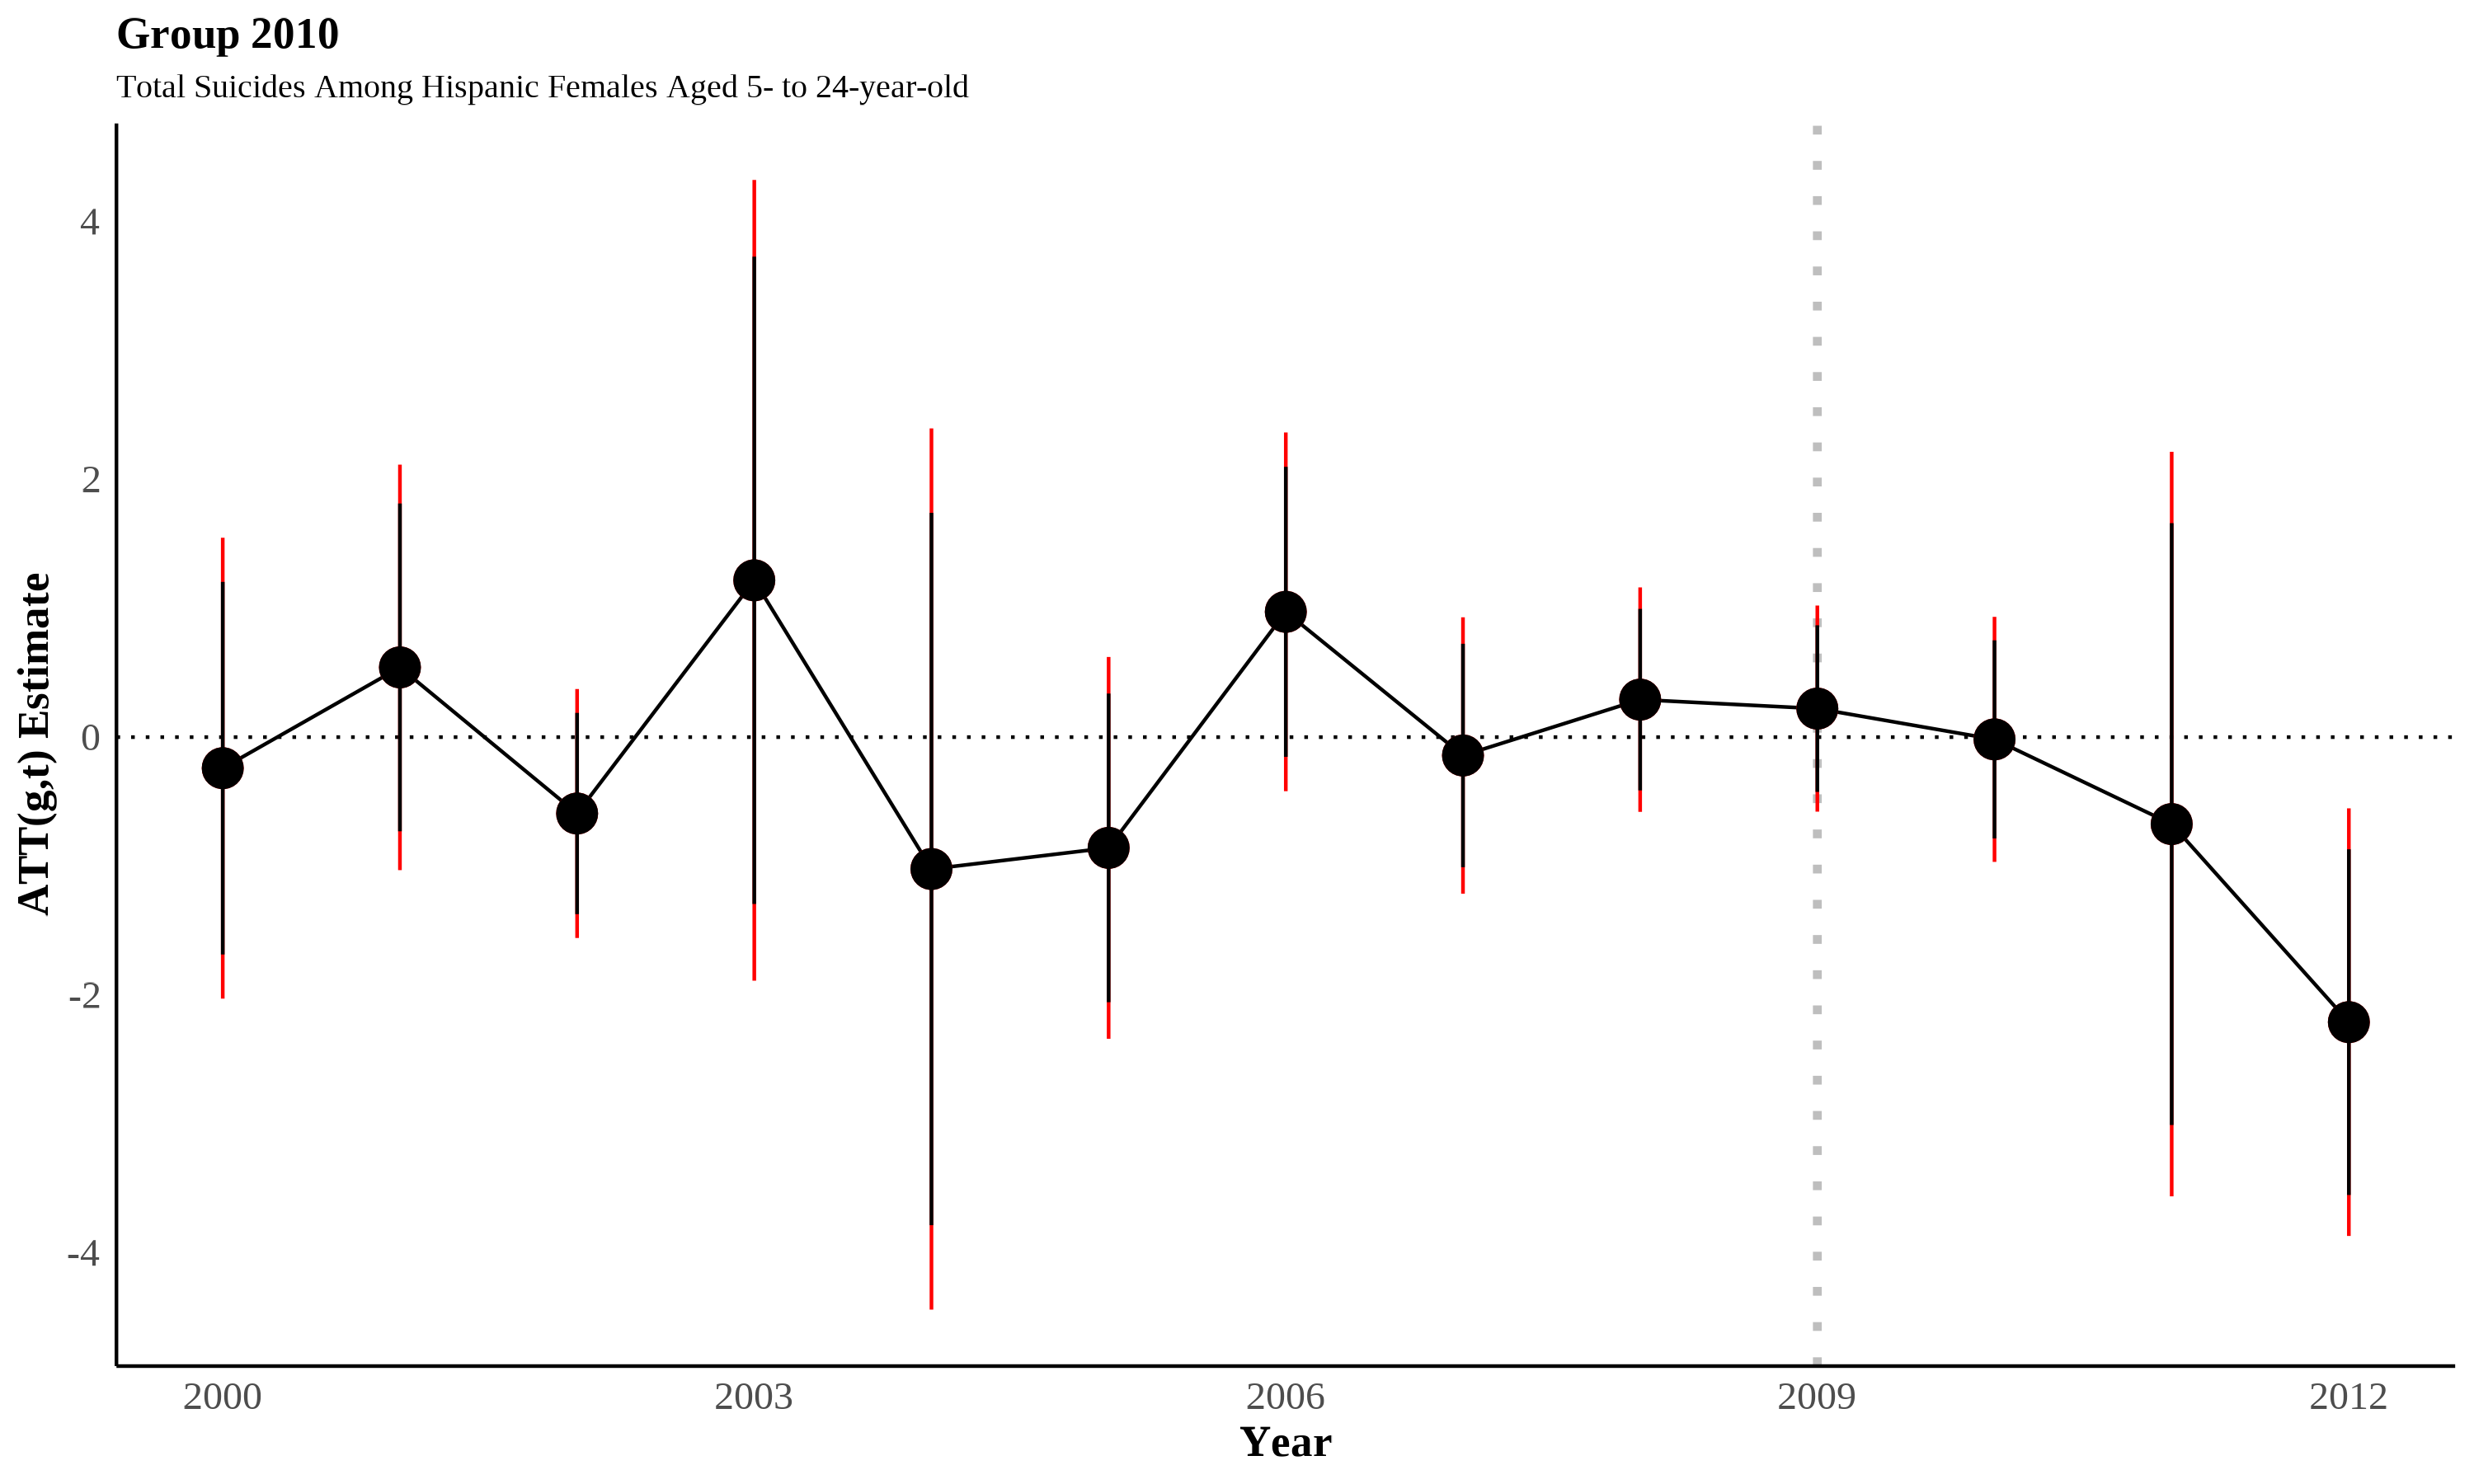 Group 2010
Total Suicides Among Hispanic Females Aged 5- to 24-year-old
ATT(g,t) Estimate
4
2
0
-2
-4
2000 2003 2006 2009 2012
Year